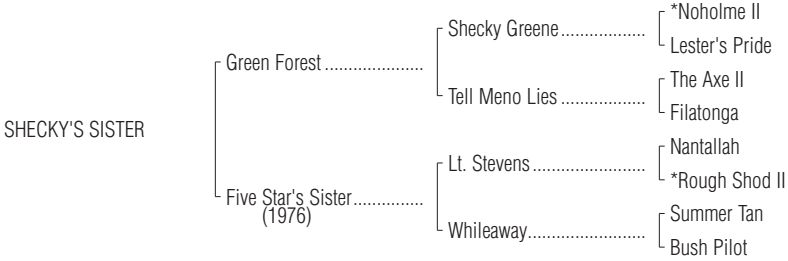 *Noholme II
Shecky Greene...................
Lester's Pride
Green Forest .....................
The Axe II
Tell Meno Lies ..................
Filatonga
SHECKY'S SISTER
Nantallah
Lt. Stevens ........................
*Rough Shod II
Five Star's Sister...............
(1976)
Summer Tan
Whileaway.........................
Bush Pilot